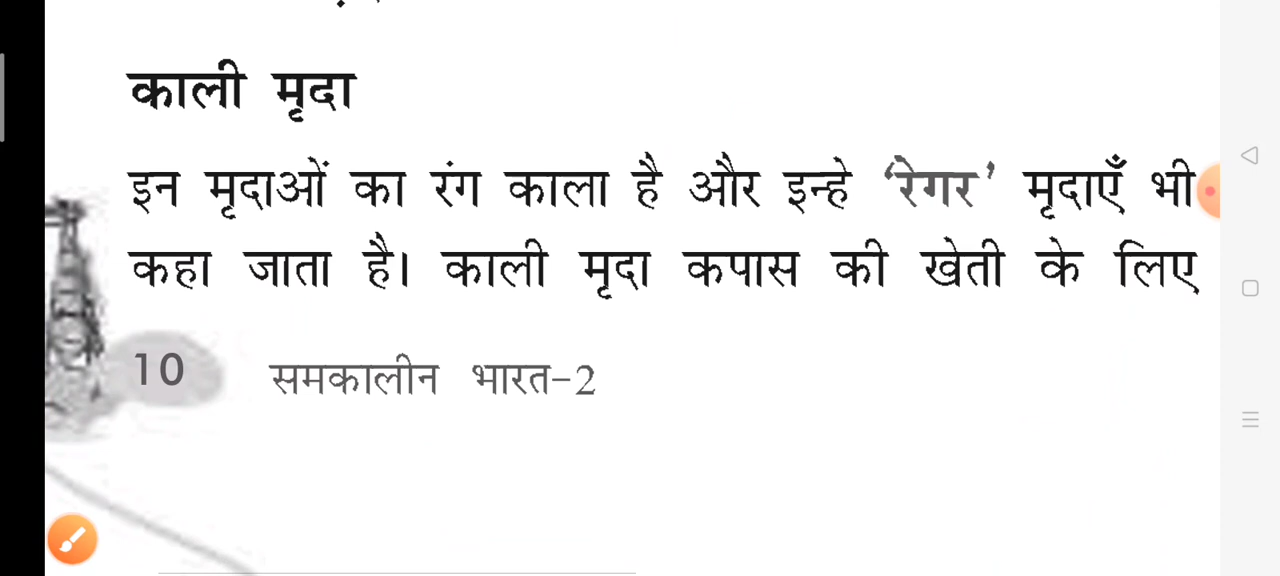 काली मृदा
इन मृदाओं का रंग काला है और इन्हे ‘रेगर’ मृदाएँ भी
कहा जाता है। काली मृदा कपास की खेती के लिए
10 समकालीन भारत-2